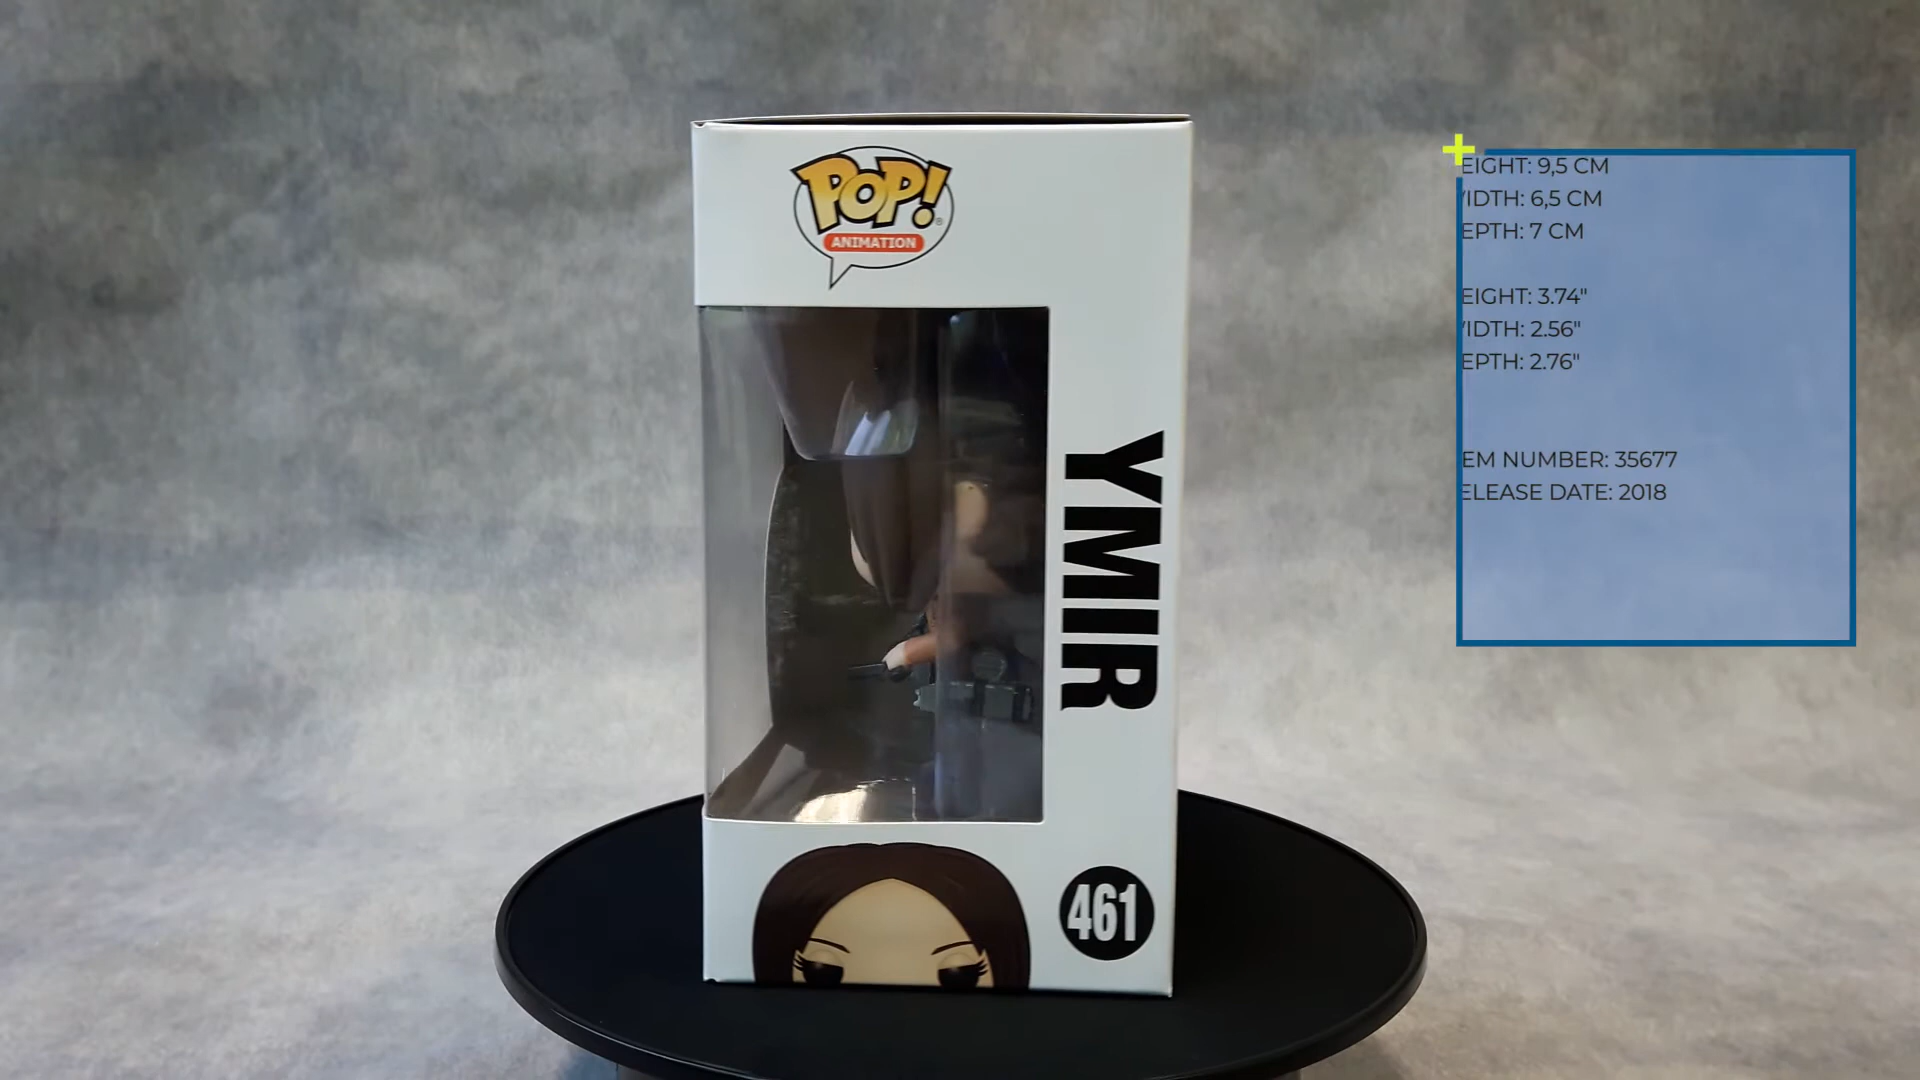 POP!
ANIMATION
YMIR
461
EIGHT: 9,5 CM
IDTH: 6,5 CM
EPTH: 7 CM
EIGHT: 3.74"
IDTH: 2.56"
EPTH: 2.76"
EM NUMBER: 35677
ELEASE DATE: 2018